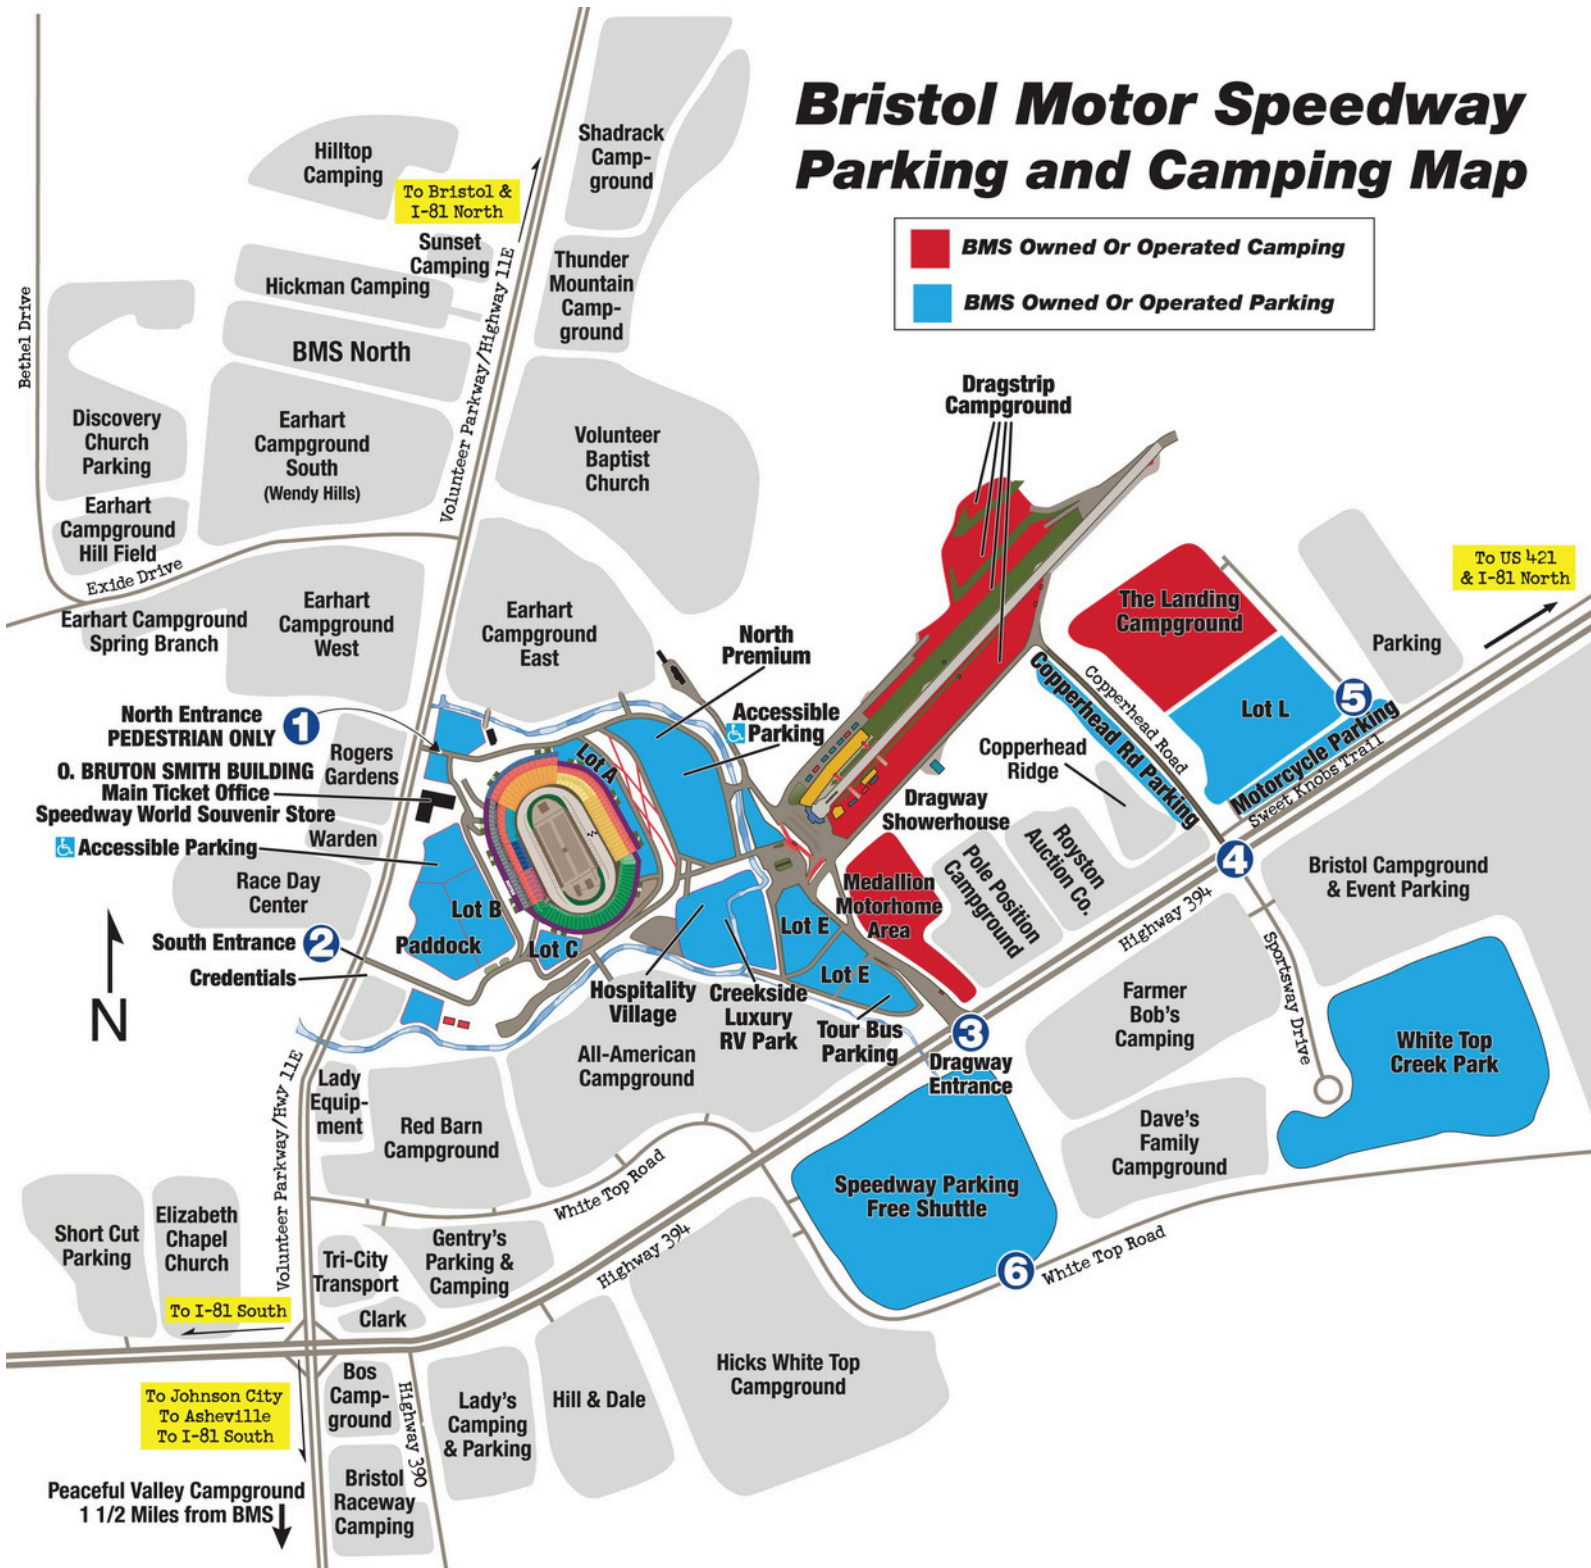 Bristol Motor Speedway
Parking and Camping Map
BMS Owned Or Operated Camping
BMS Owned Or Operated Parking
Hilltop
Camping
To Bristol &
I-81 North
Shadrack
Camp-
ground
Sunset
Camping
Hickman Camping
Thunder
Mountain
Camp-
ground
BMS North
Bethel Drive
Volunteer Parkway/Highway 11E
Discovery
Church
Parking
Earhart
Campground
South
(Wendy Hills)
Volunteer
Baptist
Church
Dragstrip
Campground
Earhart
Campground
Hill Field
Exide Drive
Earhart Campground
Spring Branch
Earhart
Campground
West
Earhart
Campground
East
North
Premium
Accessible
Parking
The Landing
Campground
Parking
To US 421
& I-81 North
Lot L
5
Motorcycle Parking
Sweet Knobs Trail
Copperhead Road
Copperhead Rd Parking
Copperhead
Ridge
North Entrance
PEDESTRIAN ONLY
1
Rogers
Gardens
O. BRUTON SMITH BUILDING
Main Ticket Office
Speedway World Souvenir Store
Warden
Accessible Parking
Race Day
Center
Lot A
Lot B
Paddock
Lot C
South Entrance
2
Credentials
N
Dragway
Showerhouse
Medallion
Motorhome
Area
Pole Position
Campground
Royston
Auction Co.
4
Highway 394
Bristol Campground
& Event Parking
Lot E
Lot E
Hospitality
Village
Creekside
Luxury
RV Park
Tour Bus
Parking
3
Dragway
Entrance
Farmer
Bob's
Camping
Sportsway Drive
White Top
Creek Park
All-American
Campground
Lady
Equip-
ment
Red Barn
Campground
Volunteer Parkway/Hwy 11E
White Top Road
Dave's
Family
Campground
Speedway Parking
Free Shuttle
6
White Top Road
Short Cut
Parking
Elizabeth
Chapel
Church
Tri-City
Transport
Gentry's
Parking &
Camping
Highway 394
Clark
To I-81 South
To Johnson City
To Asheville
To I-81 South
Bos
Camp-
ground
Highway 390
Lady's
Camping
& Parking
Hill & Dale
Hicks White Top
Campground
Peaceful Valley Campground
1 1/2 Miles from BMS
Bristol
Raceway
Camping